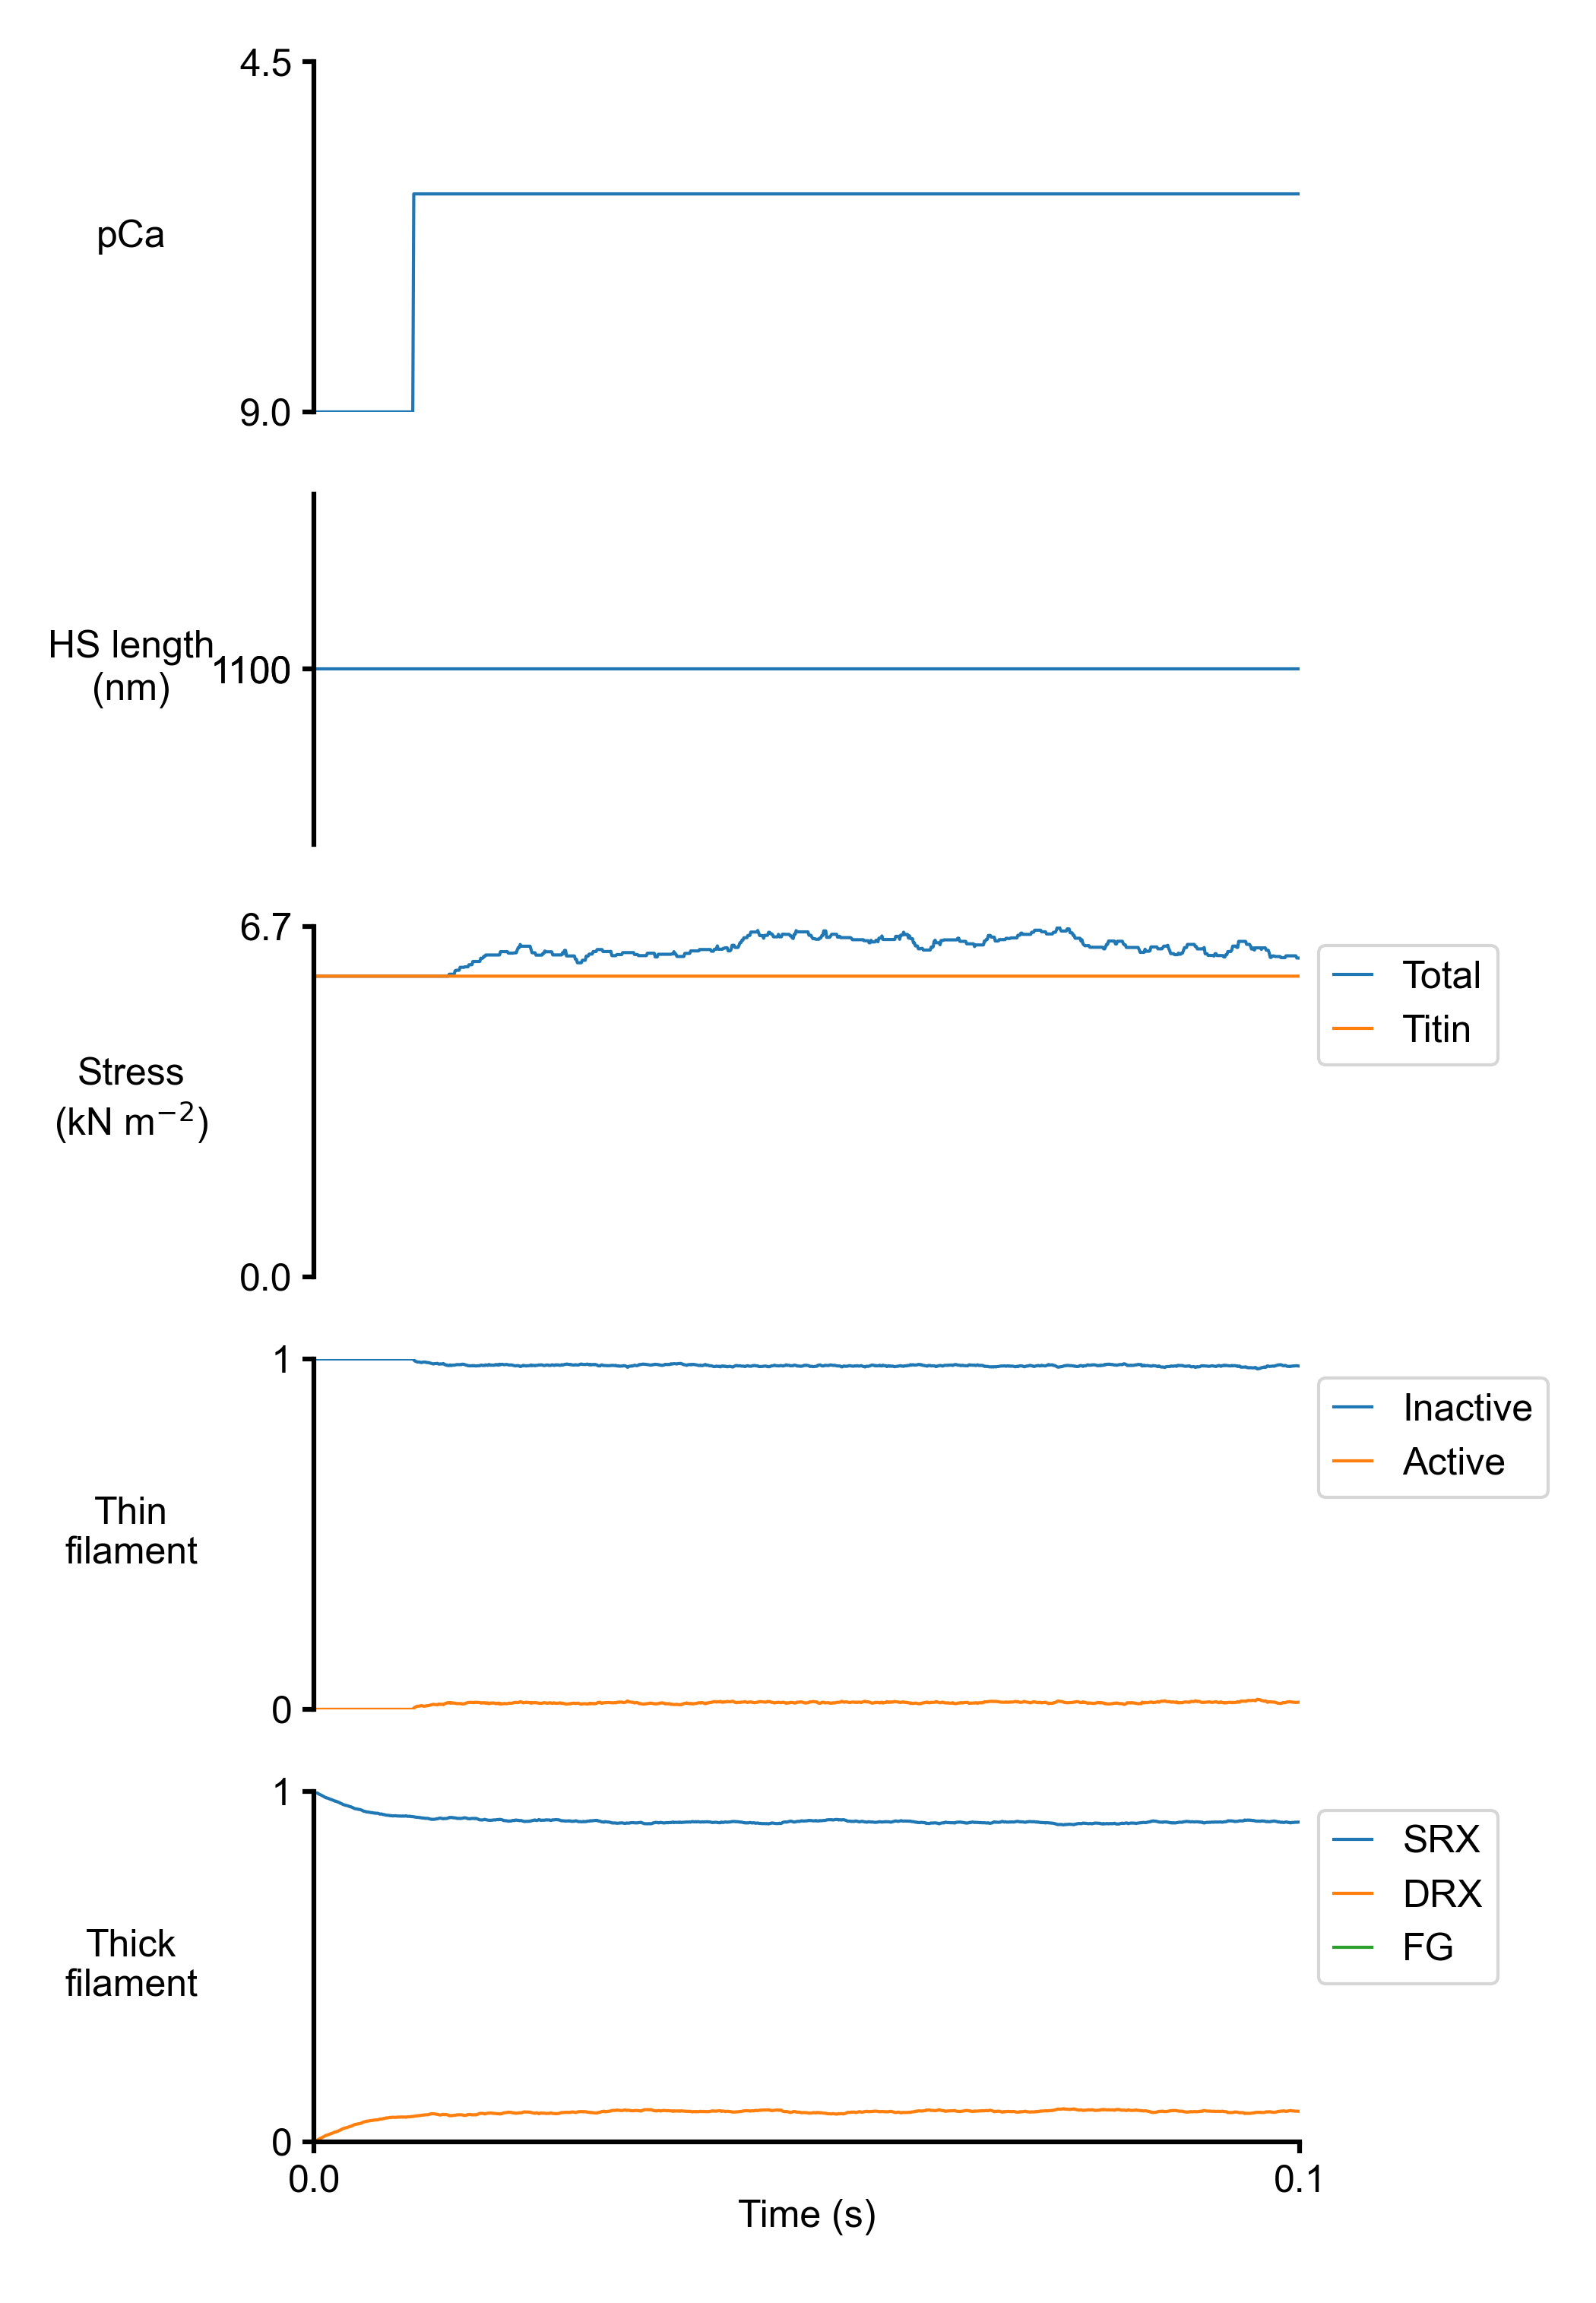 4.5
pCa
9.0
HS length
(nm)
1100
6.7
Total
Titin
Stress
(kN m⁻²)
0.0
1
Inactive
Active
Thin
filament
0
1
SRX
DRX
FG
Thick
filament
0
0.0
0.1
Time (s)